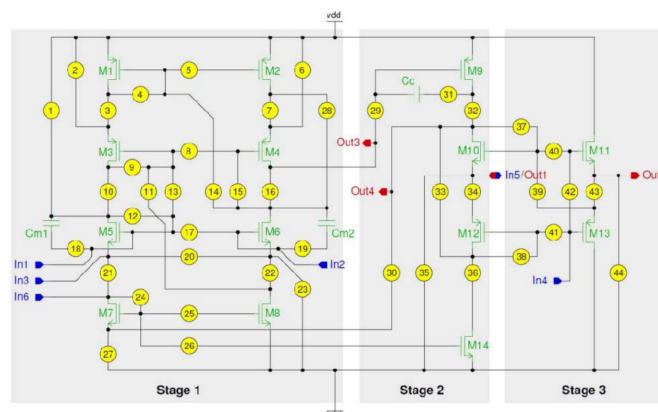 vdd
M1 5 M2 6 M9 Cc
2 4 31
1 3 7 28 29 32
Out3 37
M3 8 M4 M10 40 M11
9 Out4 In5/Out1 Ou
10 11 13 14 15 16 33 34 39 42 43
12
Cm1 M5 17 M6 Cm2 M12 41 M13
18 20 19 38
In1 In2
In3 21 22 23 30 35 36 In4 44
In6 24
M7 25 M8
26 M14
27
Stage 1 Stage 2 Stage 3